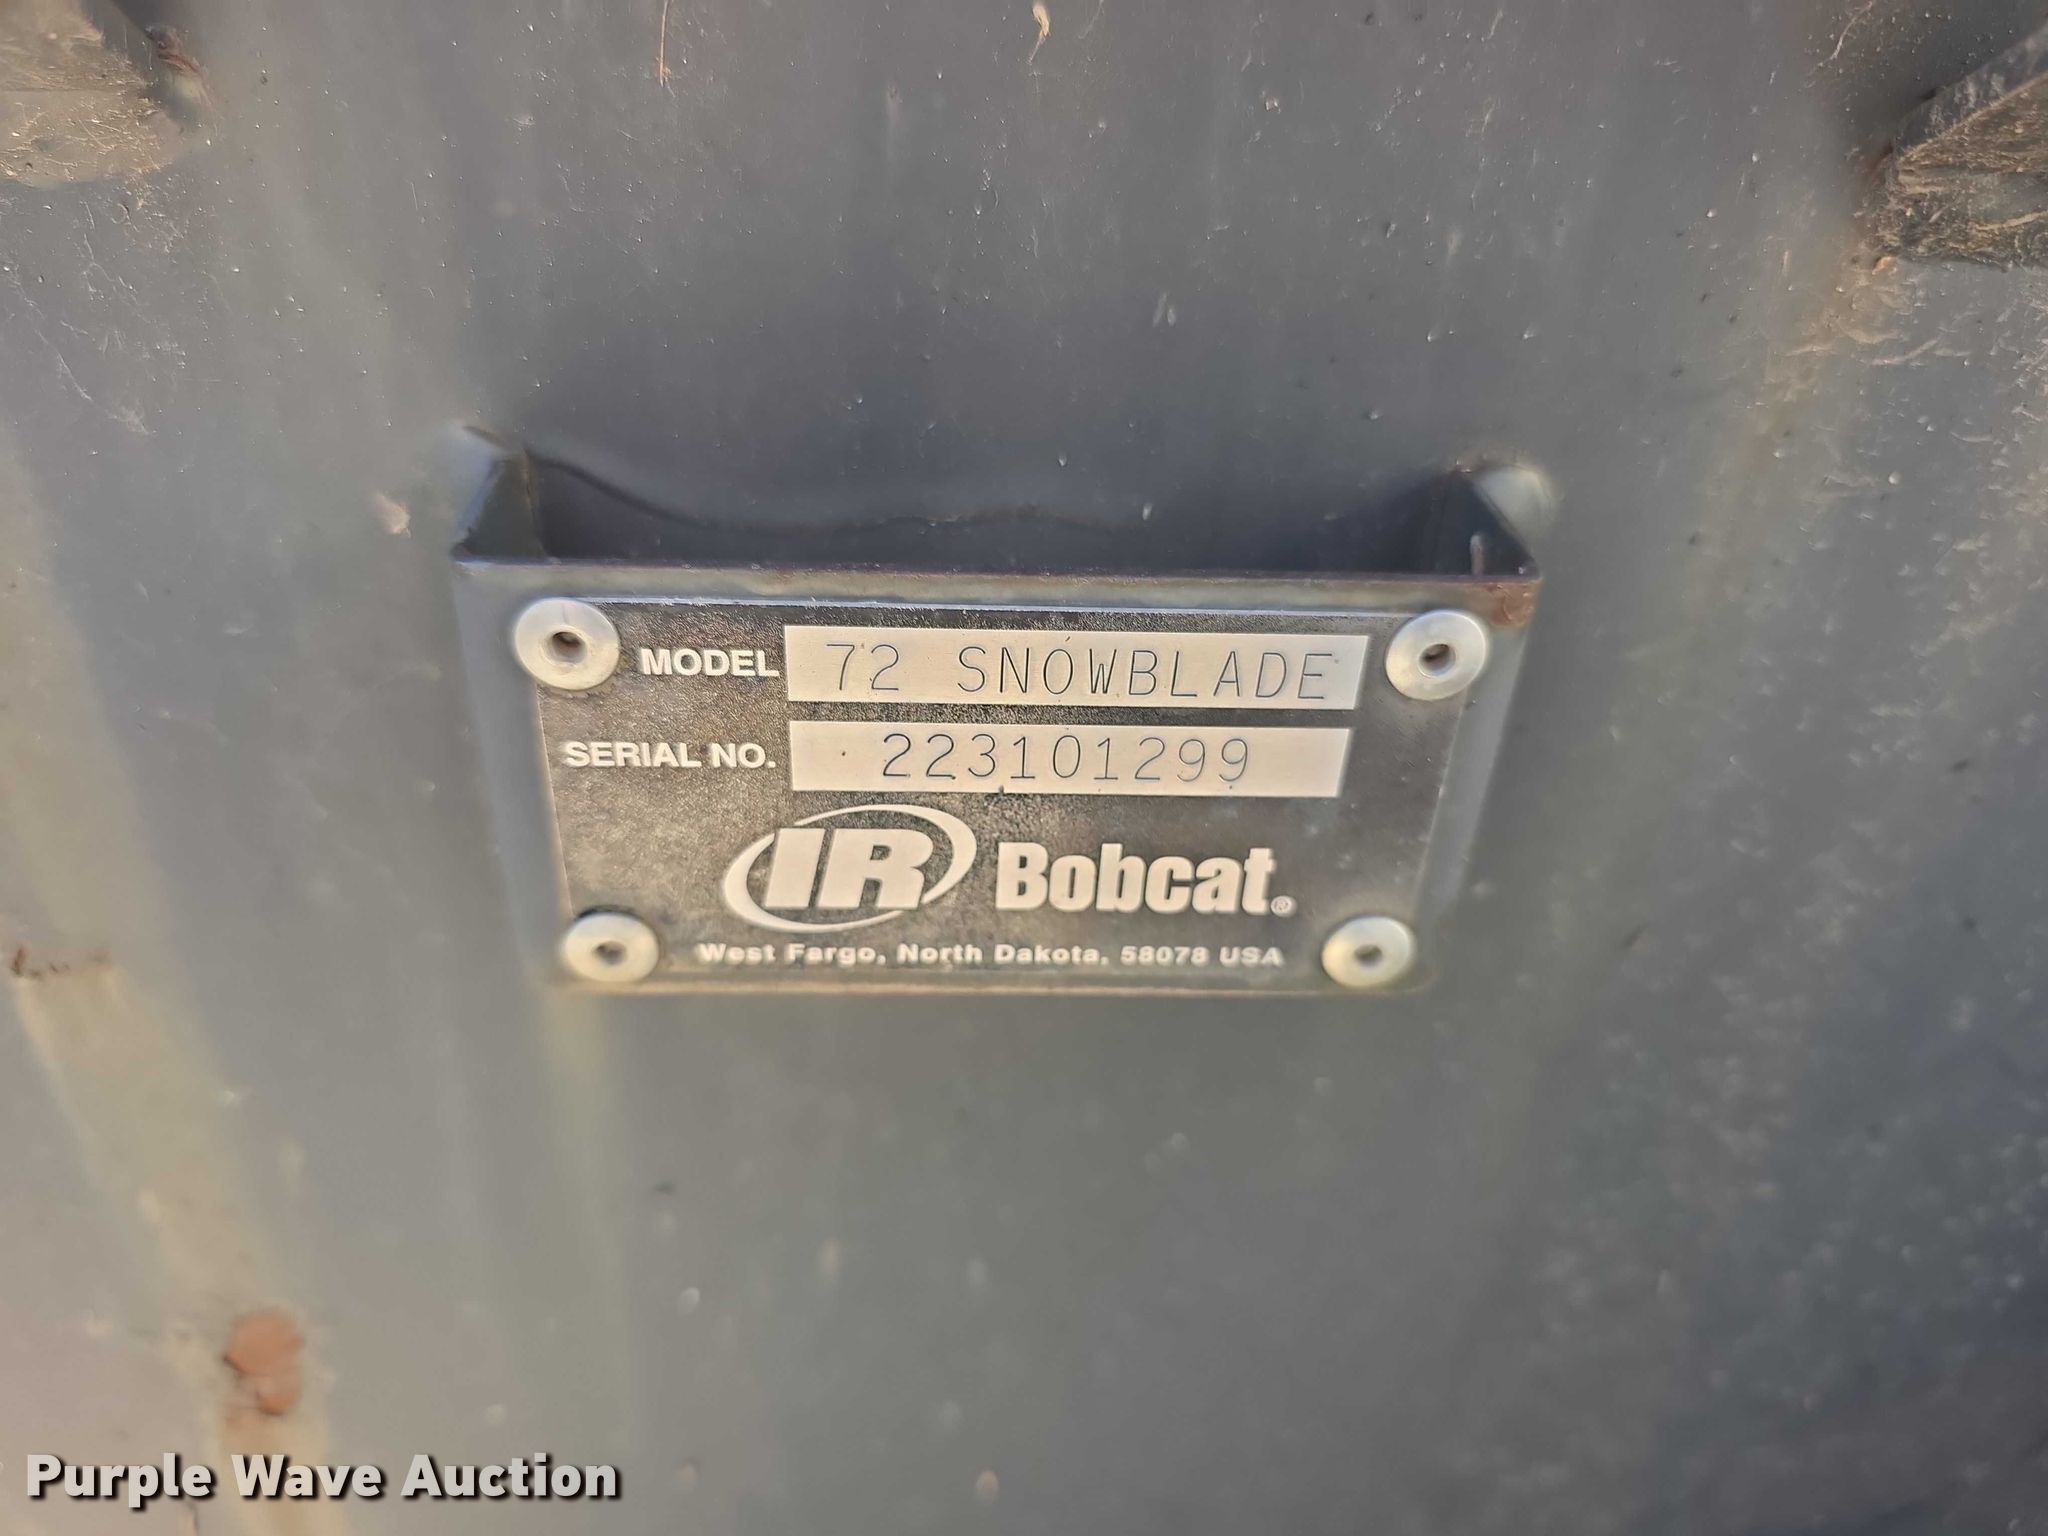 MODEL 72 SNOWBLADE
SERIAL NO. 223101299
IR Bobcat®
West Fargo, North Dakota, 58078 USA
Purple Wave Auction